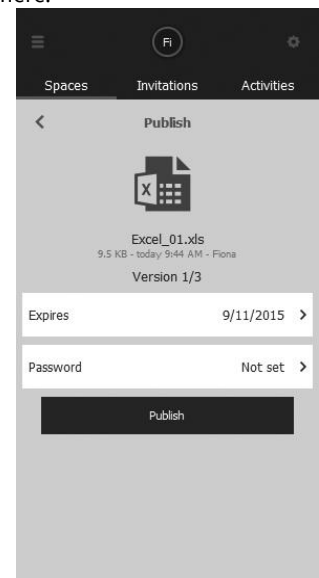 here.
Fi
Spaces Invitations Activities
Publish
X
Excel_01.xls
9.5 KB - today 9:44 AM - Fiona
Version 1/3
Expires 9/11/2015
Password Not set
Publish